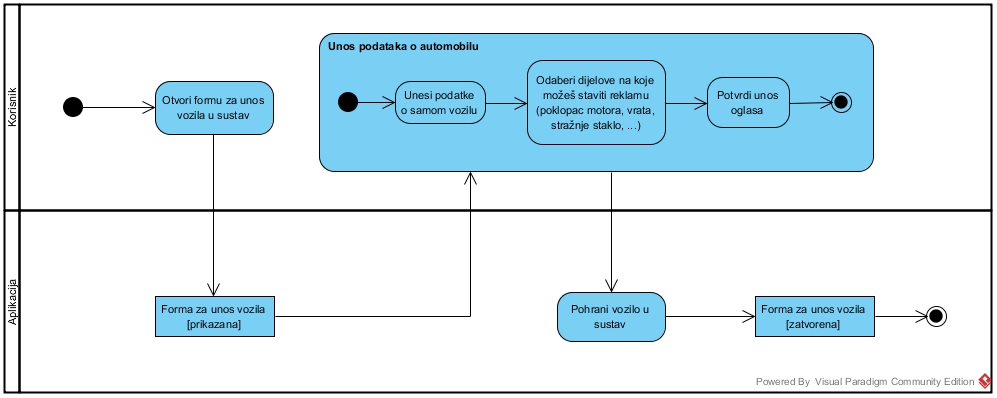 Korisnik
Otvori formu za unos
vozila u sustav
Unos podataka o automobilu
Unesi podatke
o samom vozilu
Odaberi dijelove na koje
možeš staviti reklamu
(poklopac motora, vrata,
stražnje staklo, ...)
Potvrdi unos
oglasa
Aplikacija
Forma za unos vozila
[prikazana]
Pohrani vozilo u
sustav
Forma za unos vozila
[zatvorena]
Powered By Visual Paradigm Community Edition